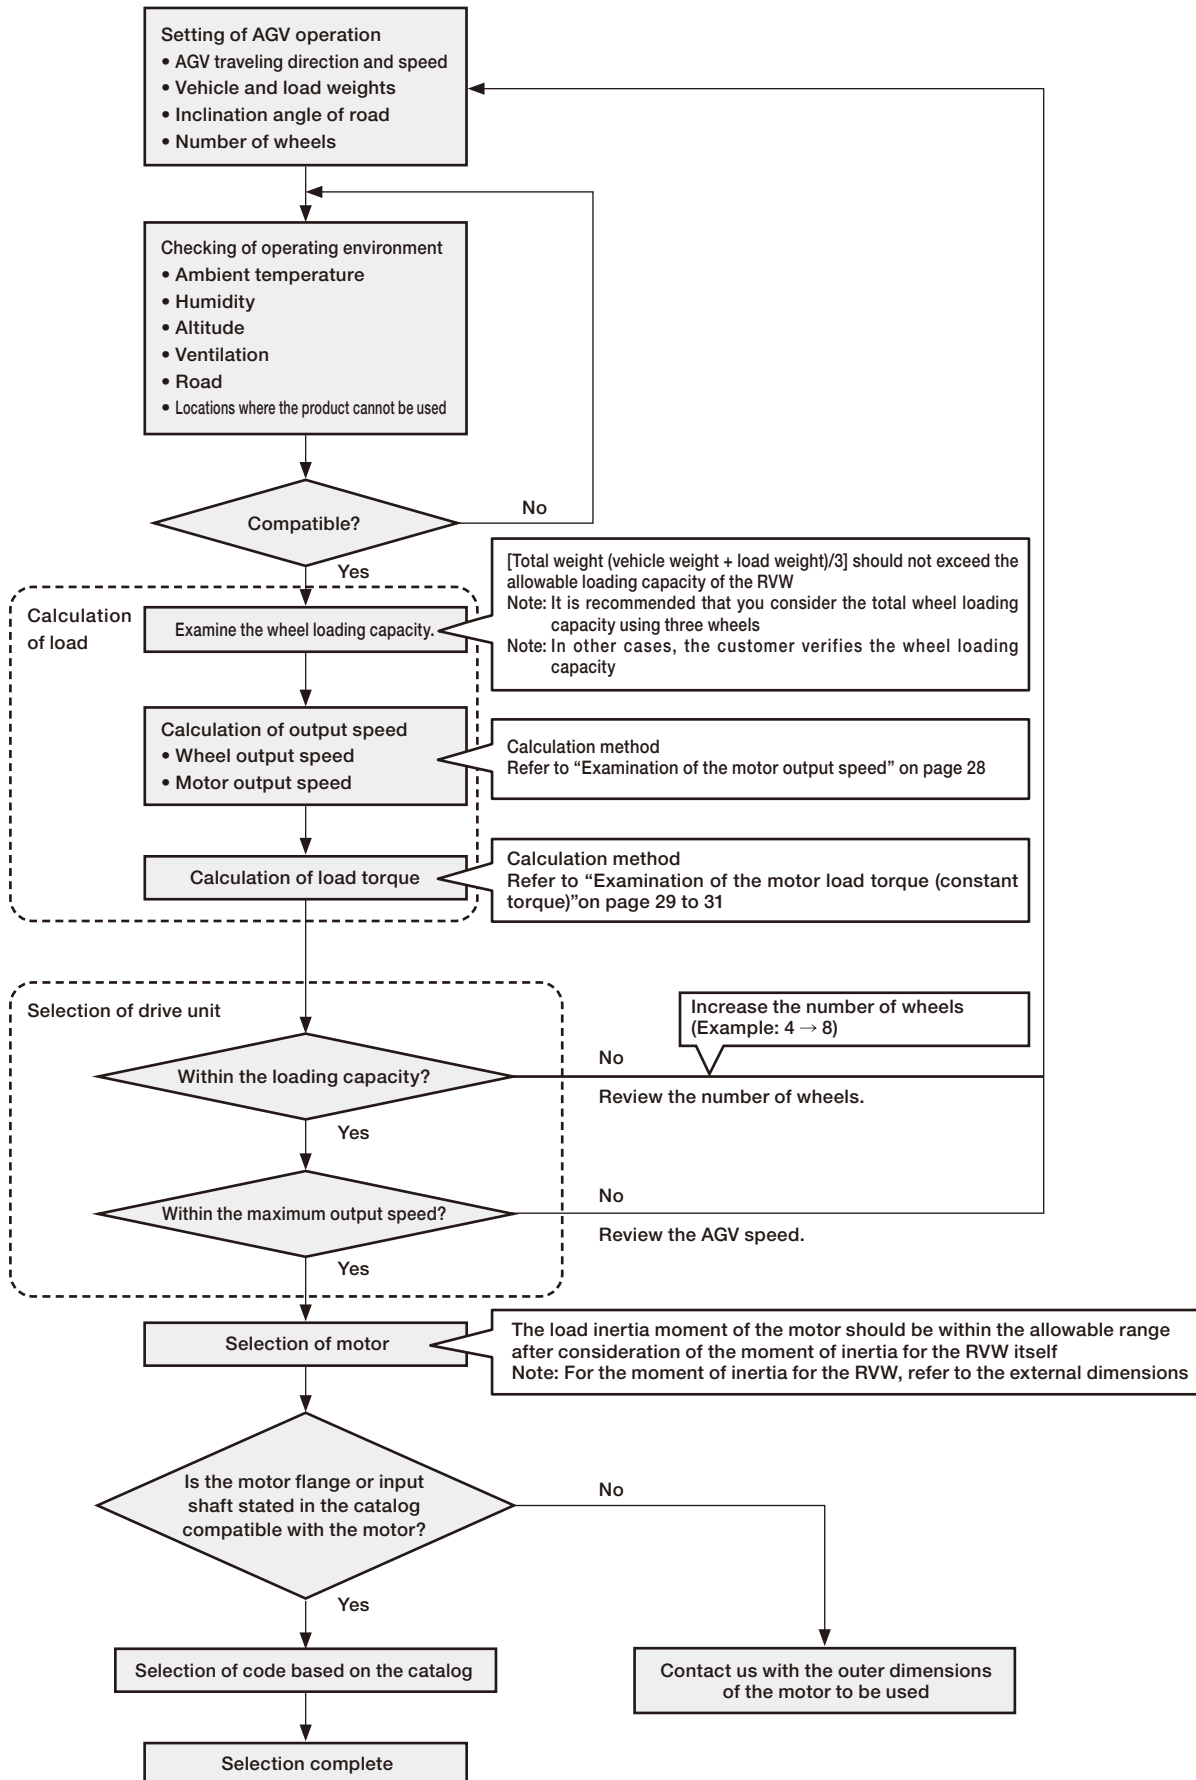 Setting of AGV operation
• AGV traveling direction and speed
• Vehicle and load weights
• Inclination angle of road
• Number of wheels
Checking of operating environment
• Ambient temperature
• Humidity
• Altitude
• Ventilation
• Road
• Locations where the product cannot be used
Compatible?
No
Yes
Calculation
of load
Examine the wheel loading capacity.
[Total weight (vehicle weight + load weight)/3] should not exceed the
allowable loading capacity of the RVW
Note: It is recommended that you consider the total wheel loading
capacity using three wheels
Note: In other cases, the customer verifies the wheel loading
capacity
Calculation of output speed
• Wheel output speed
• Motor output speed
Calculation method
Refer to “Examination of the motor output speed” on page 28
Calculation of load torque
Calculation method
Refer to “Examination of the motor load torque (constant
torque)”on page 29 to 31
Selection of drive unit
Increase the number of wheels
(Example: 4 → 8)
Within the loading capacity?
No
Review the number of wheels.
Yes
Within the maximum output speed?
No
Review the AGV speed.
Yes
Selection of motor
The load inertia moment of the motor should be within the allowable range
after consideration of the moment of inertia for the RVW itself
Note: For the moment of inertia for the RVW, refer to the external dimensions
Is the motor flange or input
shaft stated in the catalog
compatible with the motor?
No
Yes
Selection of code based on the catalog
Contact us with the outer dimensions
of the motor to be used
Selection complete